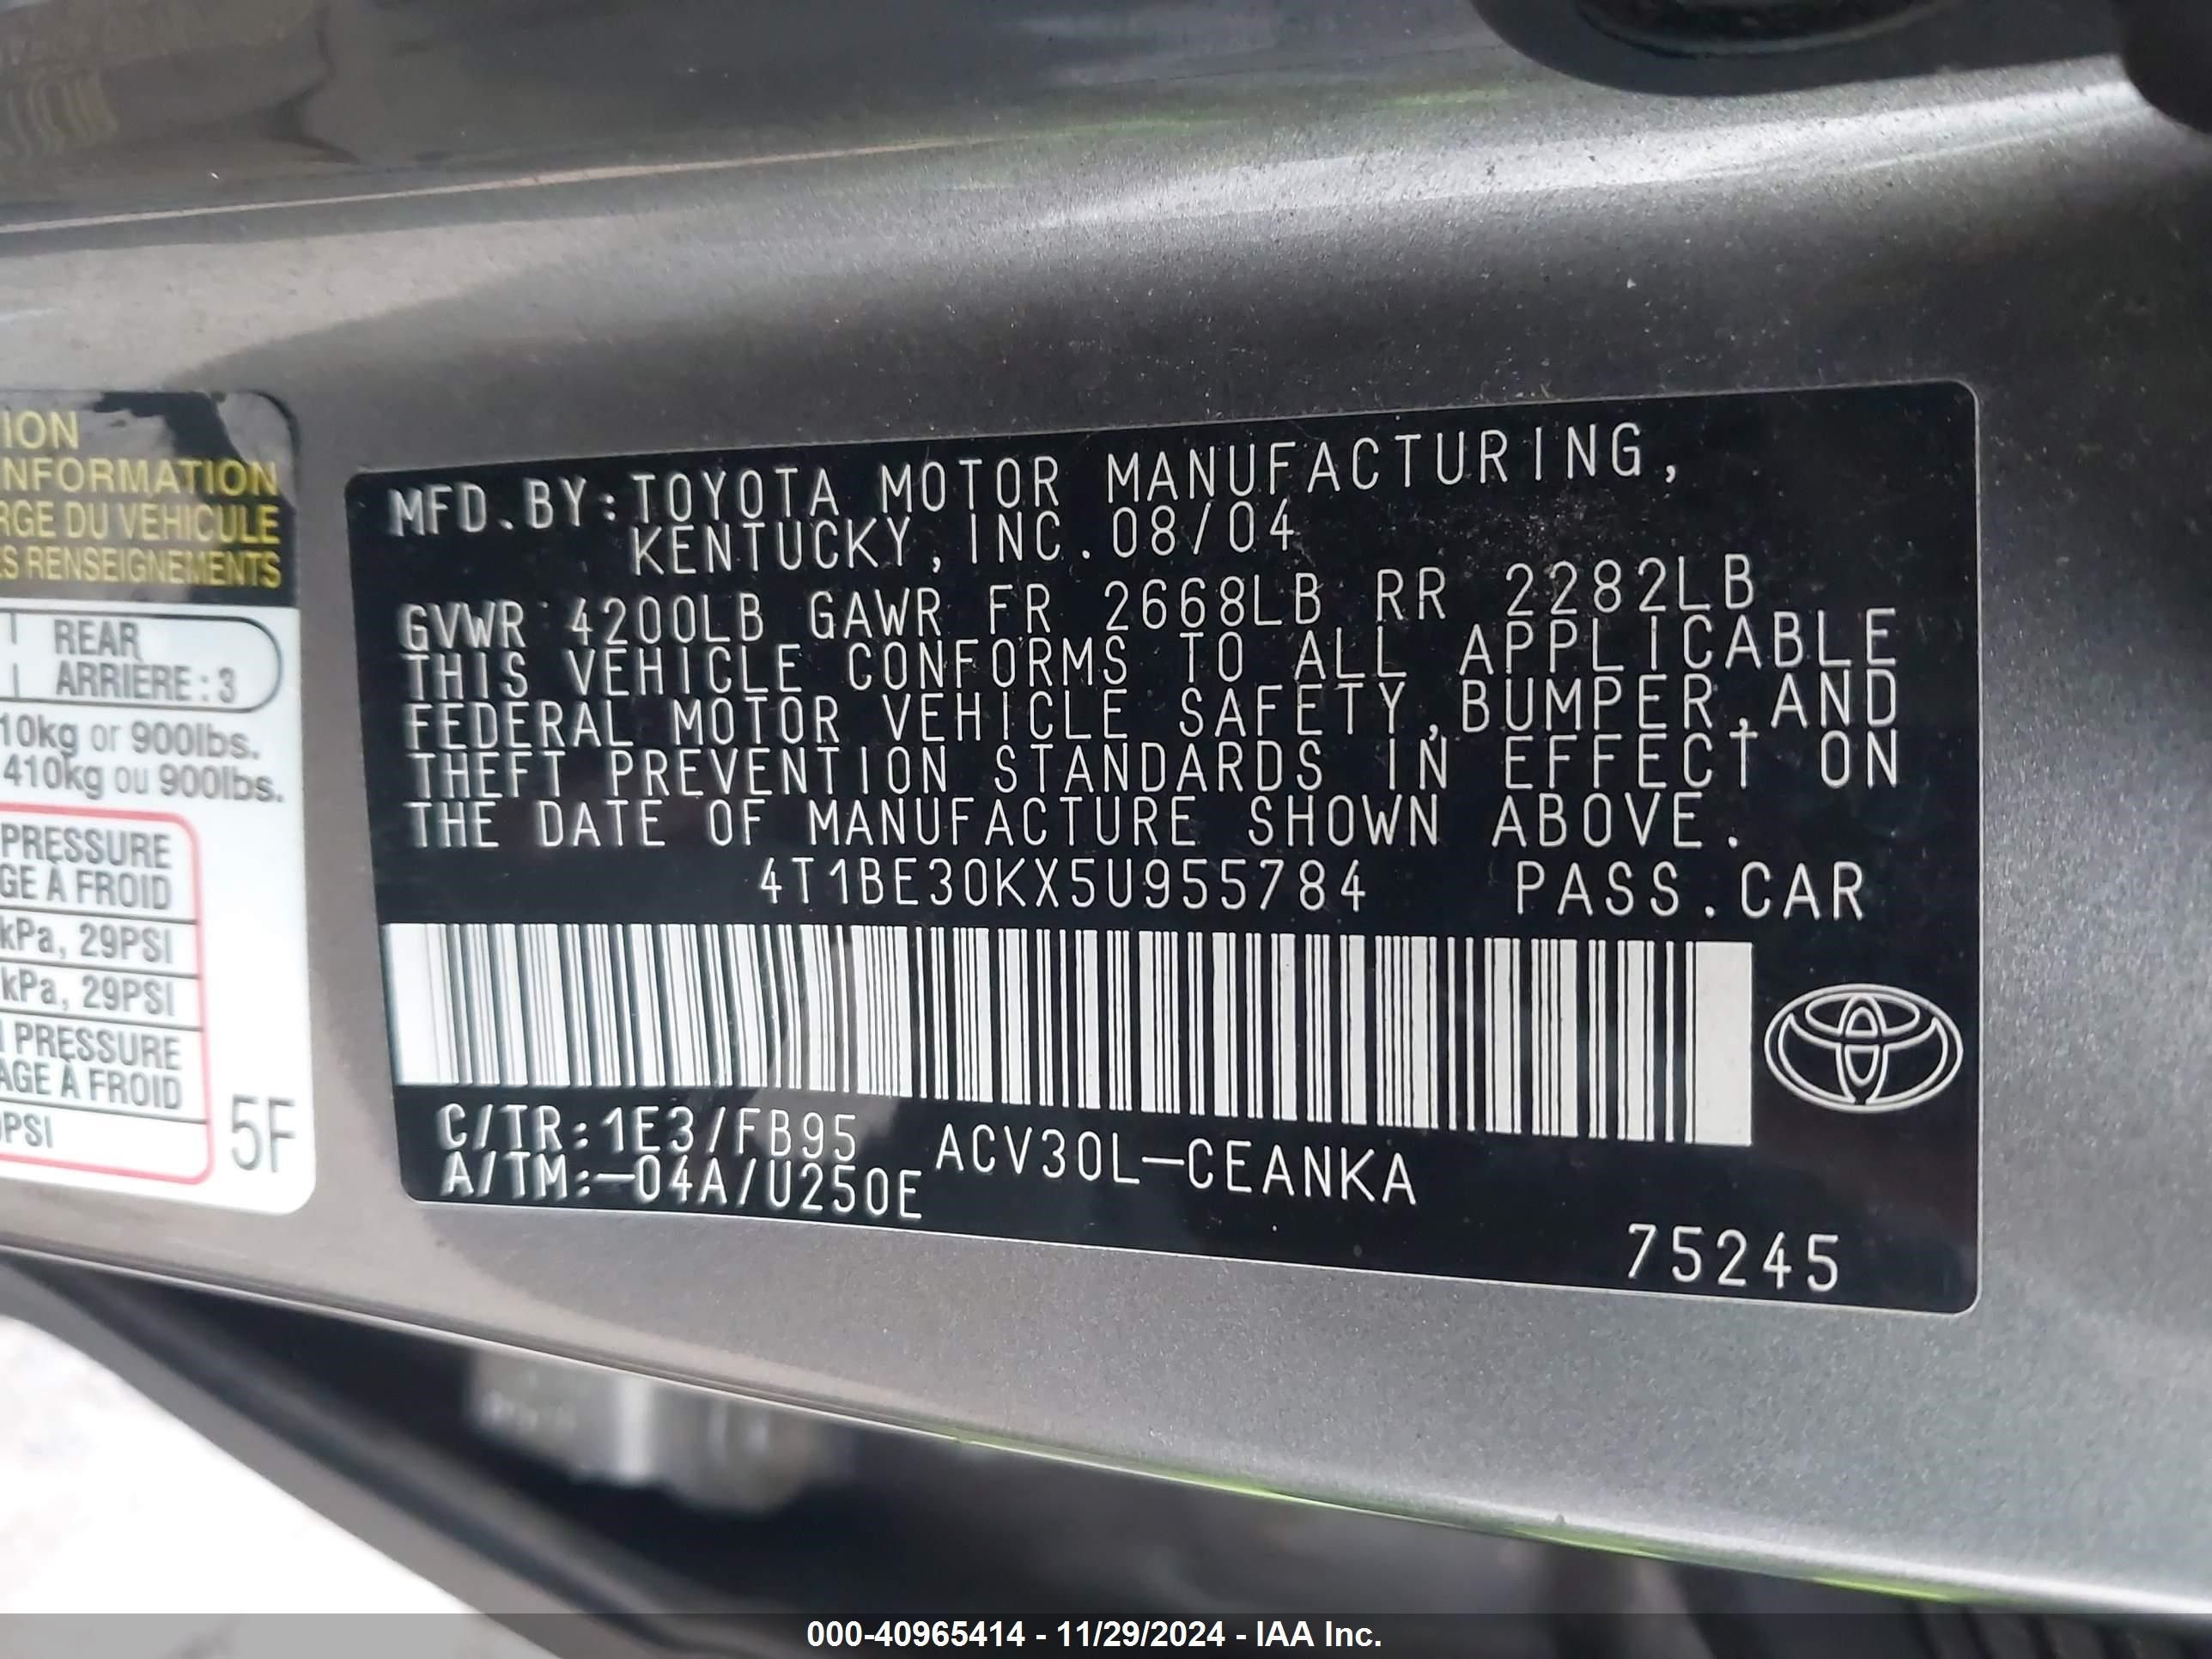 ION
NFORMATION
RGE DU VÉHICULE
ES RENSEIGNEMENTS
REAR
ARRIÈRE : 3
10kg or 900lbs.
410kg ou 900lbs.
PRESSURE
GE À FROID
kPa, 29PSI
kPa, 29PSI
PRESSURE
AGE À FROID
PSI
5F
MFD.BY:TOYOTA MOTOR MANUFACTURING,
KENTUCKY, INC.08/04
GVWR 4200LB GAWR FR 2668LB RR 2282LB
THIS VEHICLE CONFORMS TO ALL APPLICABLE
FEDERAL MOTOR VEHICLE SAFETY,BUMPER,AND
THEFT PREVENTION STANDARDS IN EFFECT ON
THE DATE OF MANUFACTURE SHOWN ABOVE.
4T1BE30KX5U955784 PASS.CAR
C/TR:1E3/FB95 ACV30L-CEANKA
A/TM:-04A/U250E
75245
000-40965414 - 11/29/2024 - IAA Inc.